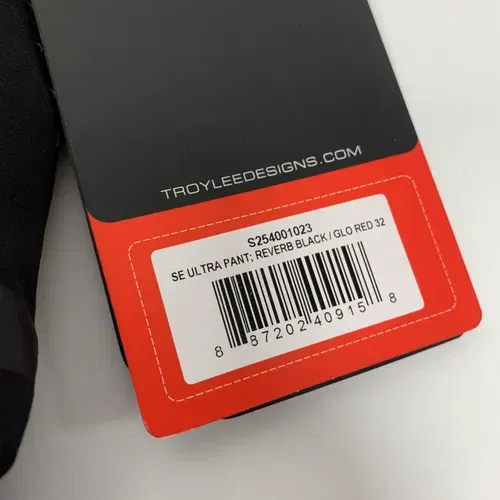 TROYLEEDESIGNS.COM
S254001023
SE ULTRA PANT; REVERB BLACK / GLO RED 32
8 87202 40915 8